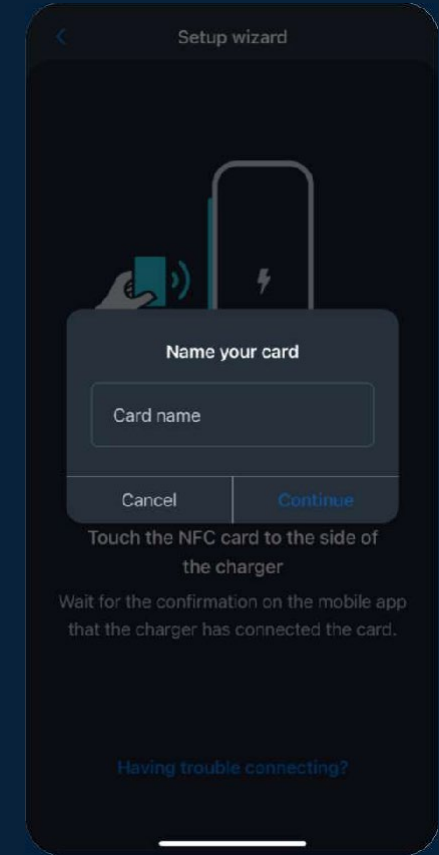 Setup wizard
Name your card
Card name
Cancel
Continue
Touch the NFC card to the side of
the charger
Wait for the confirmation on the mobile app
that the charger has connected the card.
Having trouble connecting?